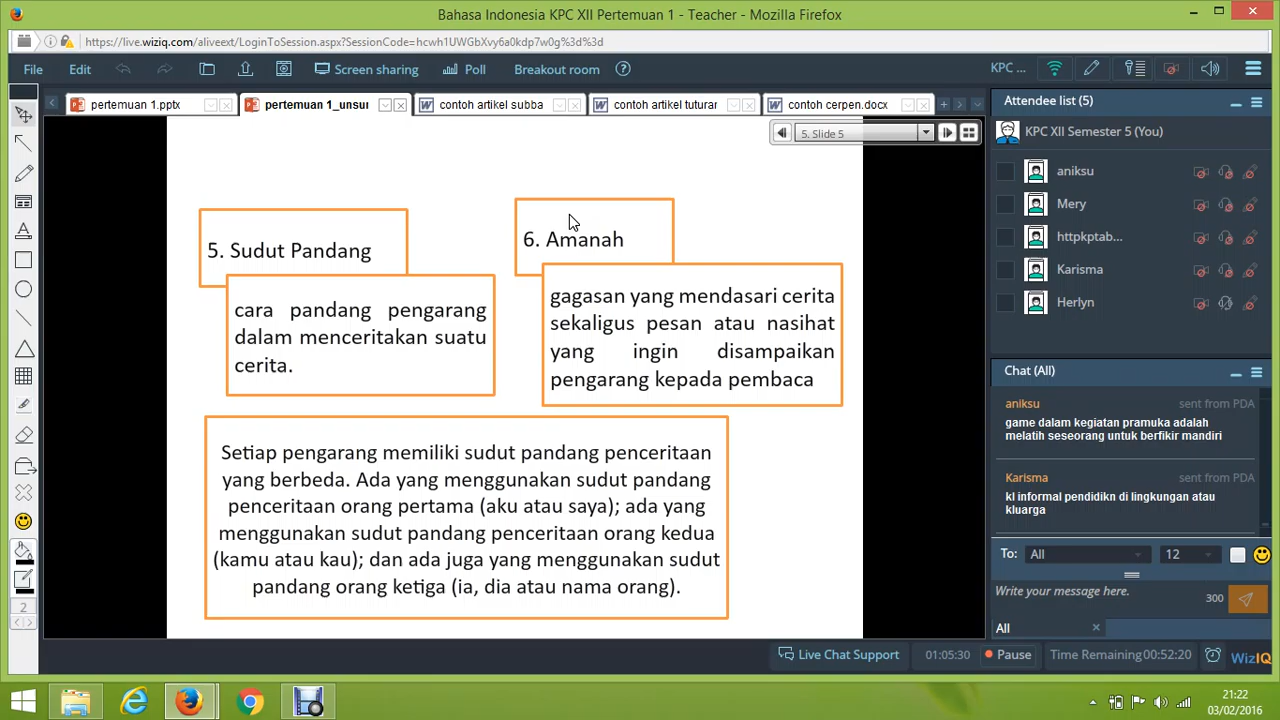 Bahasa Indonesia KPC XII Pertemuan 1 - Teacher - Mozilla Firefox
https://live.wiziq.com/aliveext/LoginToSession.aspx?SessionCode=hcwh1UWGbXvy6a0kdp7w0g%3d%3d
File Edit Screen sharing Poll Breakout room ? KPC ...
pertemuan 1.pptx
pertemuan 1_unsur
contoh artikel subba
contoh artikel tuturar
contoh cerpen.docx
5. Slide 5
5. Sudut Pandang
cara pandang pengarang
dalam menceritakan suatu
cerita.
6. Amanah
gagasan yang mendasari cerita
sekaligus pesan atau nasihat
yang ingin disampaikan
pengarang kepada pembaca
Setiap pengarang memiliki sudut pandang penceritaan
yang berbeda. Ada yang menggunakan sudut pandang
penceritaan orang pertama (aku atau saya); ada yang
menggunakan sudut pandang penceritaan orang kedua
(kamu atau kau); dan ada juga yang menggunakan sudut
pandang orang ketiga (ia, dia atau nama orang).
2
Attendee list (5)
KPC XII Semester 5 (You)
aniksu
Mery
httpkptab...
Karisma
Herlyn
Chat (All)
aniksu sent from PDA
game dalam kegiatan pramuka adalah
melatih seseorang untuk berfikir mandiri
Karisma sent from PDA
kl informal pendidikn di lingkungan atau
kluarga
To: All 12
Write your message here. 300
All
Live Chat Support 01:05:30 Pause Time Remaining 00:52:20 WizIQ
21:22
03/02/2016